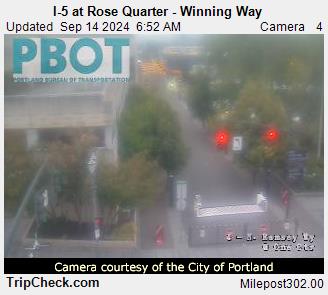 I-5 at Rose Quarter - Winning Way
Updated Sep 14 2024 6:52 AM Camera 4
PBOT
PORTLAND BUREAU OF TRANSPORTATION
Camera courtesy of the City of Portland
TripCheck.com Milepost302.00